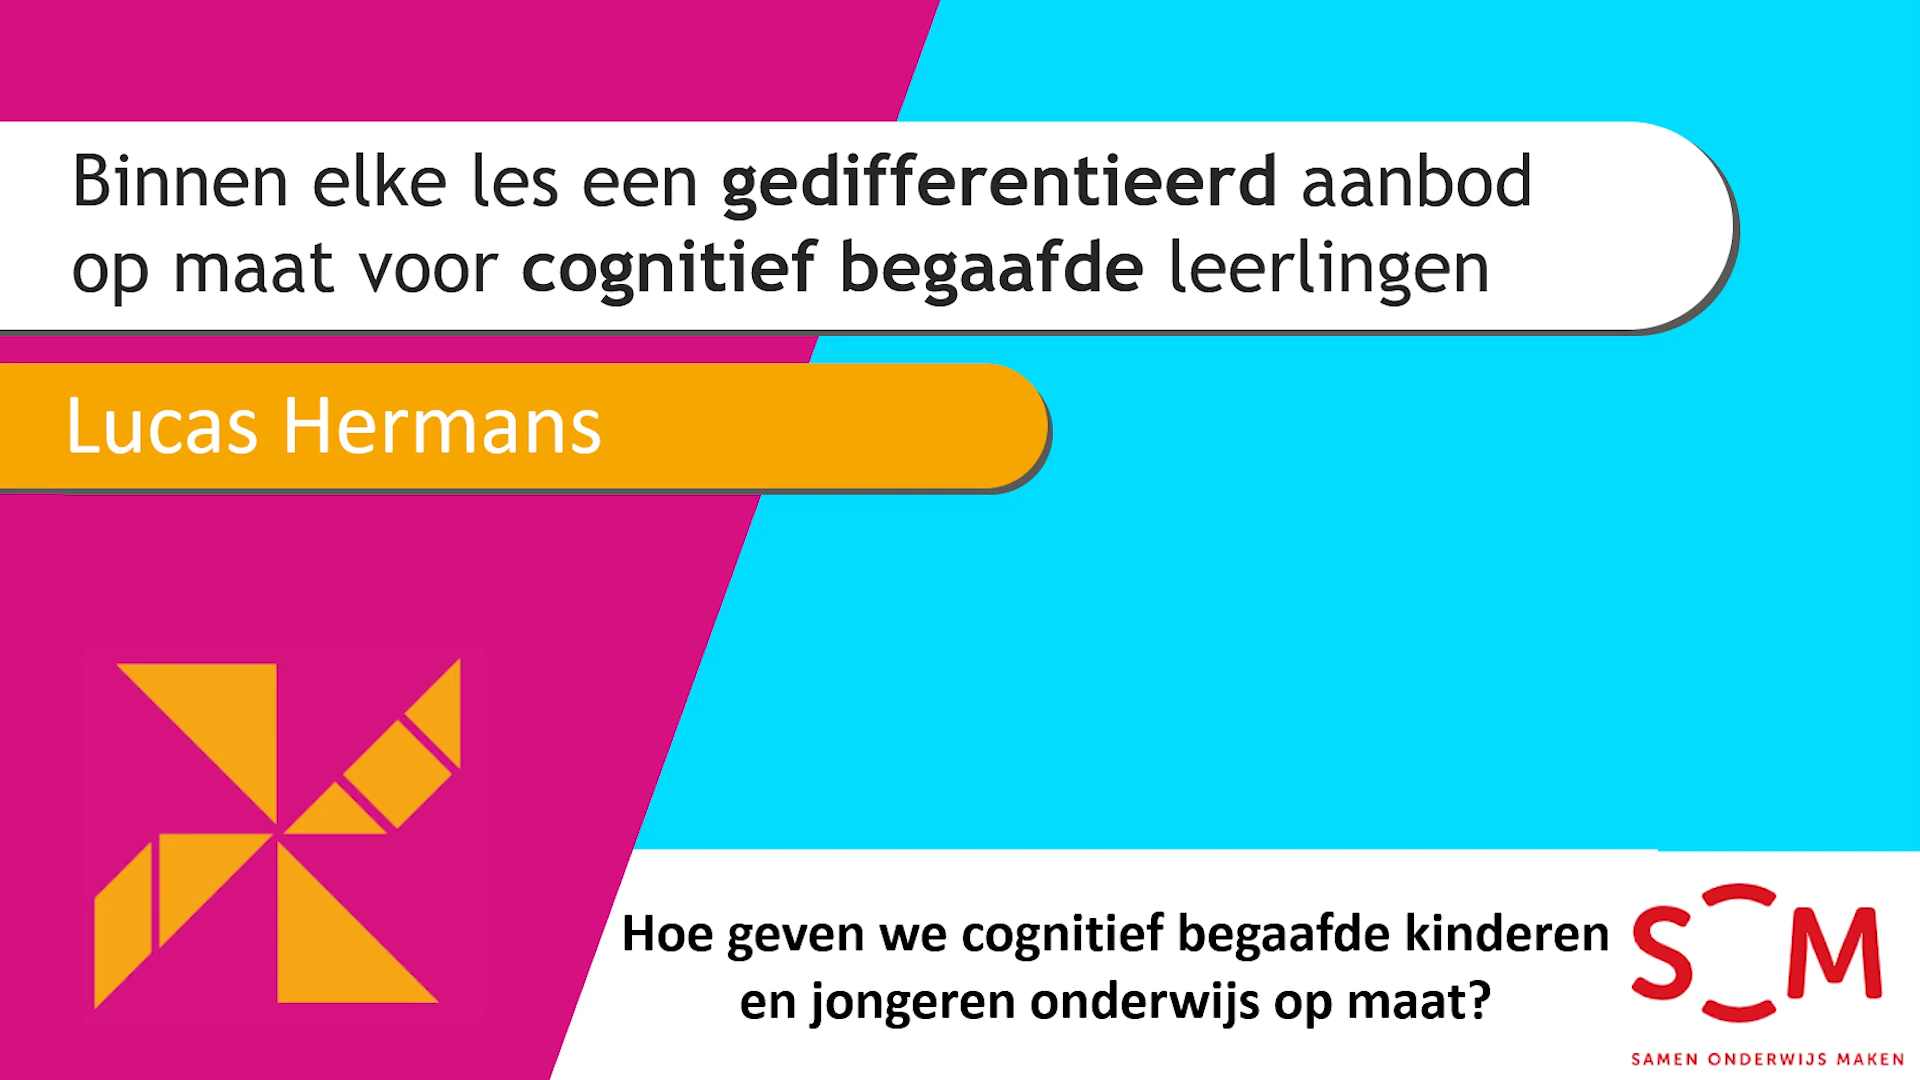 Binnen elke les een gedifferentieerd aanbod
op maat voor cognitief begaafde leerlingen
Lucas Hermans
Hoe geven we cognitief begaafde kinderen
en jongeren onderwijs op maat?
SOM
SAMEN ONDERWIJS MAKEN